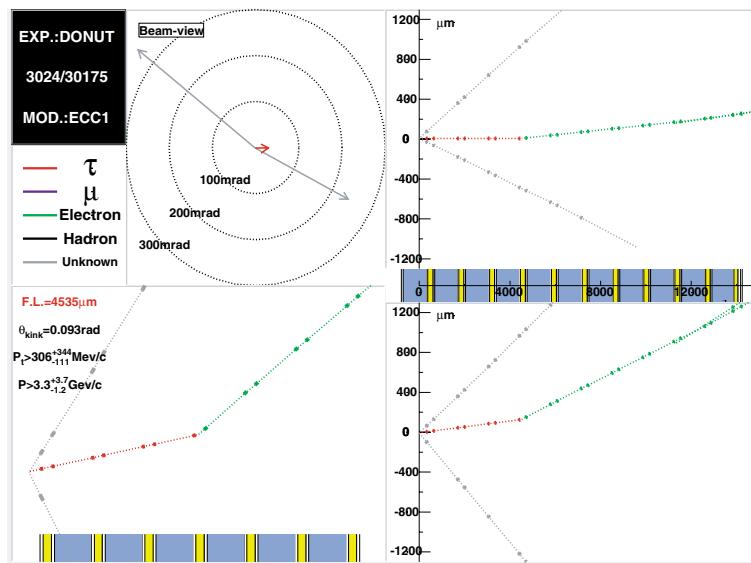 EXP.:DONUT
3024/30175
MOD.:ECC1
Beam-view
100mrad
200mrad
300mrad
τ
μ
Electron
Hadron
Unknown
F.L.=4535μm
θkink=0.093rad
Pt>306+344-111Mev/c
P>3.3+3.7-1.2Gev/c
1200
μm
800
400
0
-400
-800
-1200
0 4000 8000 12000
1200
μm
800
400
0
-400
-800
-1200